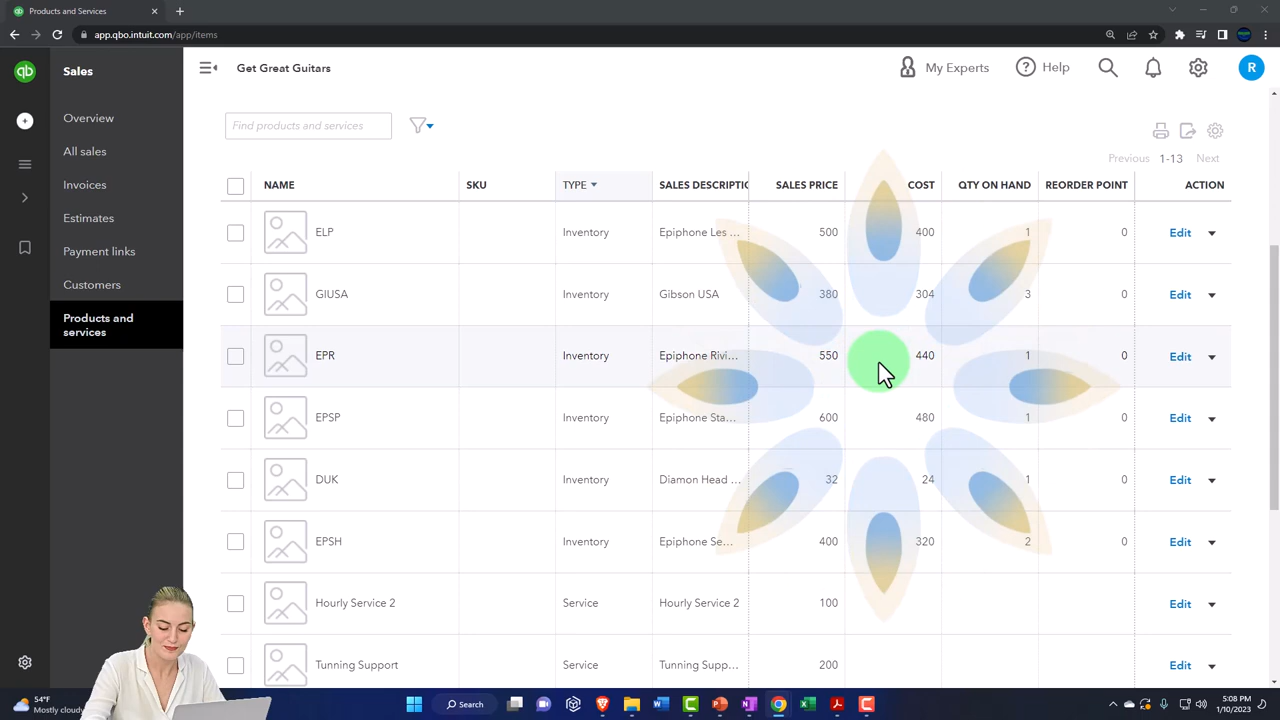 Products and Services
app.qbo.intuit.com/app/items
qb
Sales
Get Great Guitars
My Experts
Help
R
Overview
All sales
Invoices
Estimates
Payment links
Customers
Products and
services
Find products and services
Previous 1-13 Next
NAME SKU TYPE SALES DESCRIPTIO SALES PRICE COST QTY ON HAND REORDER POINT ACTION
ELP Inventory Epiphone Les ... 500 400 1 0 Edit
GIUSA Inventory Gibson USA 380 304 3 0 Edit
EPR Inventory Epiphone Rivi... 550 440 1 0 Edit
EPSP Inventory Epiphone Sta... 600 480 1 0 Edit
DUK Inventory Diamon Head ... 32 24 1 0 Edit
EPSH Inventory Epiphone Se... 400 320 2 0 Edit
Hourly Service 2 Service Hourly Service 2 100 Edit
Tunning Support Service Tunning Supp... 200 Edit
54°F
Mostly cloudy
Search
5:08 PM
1/10/2023